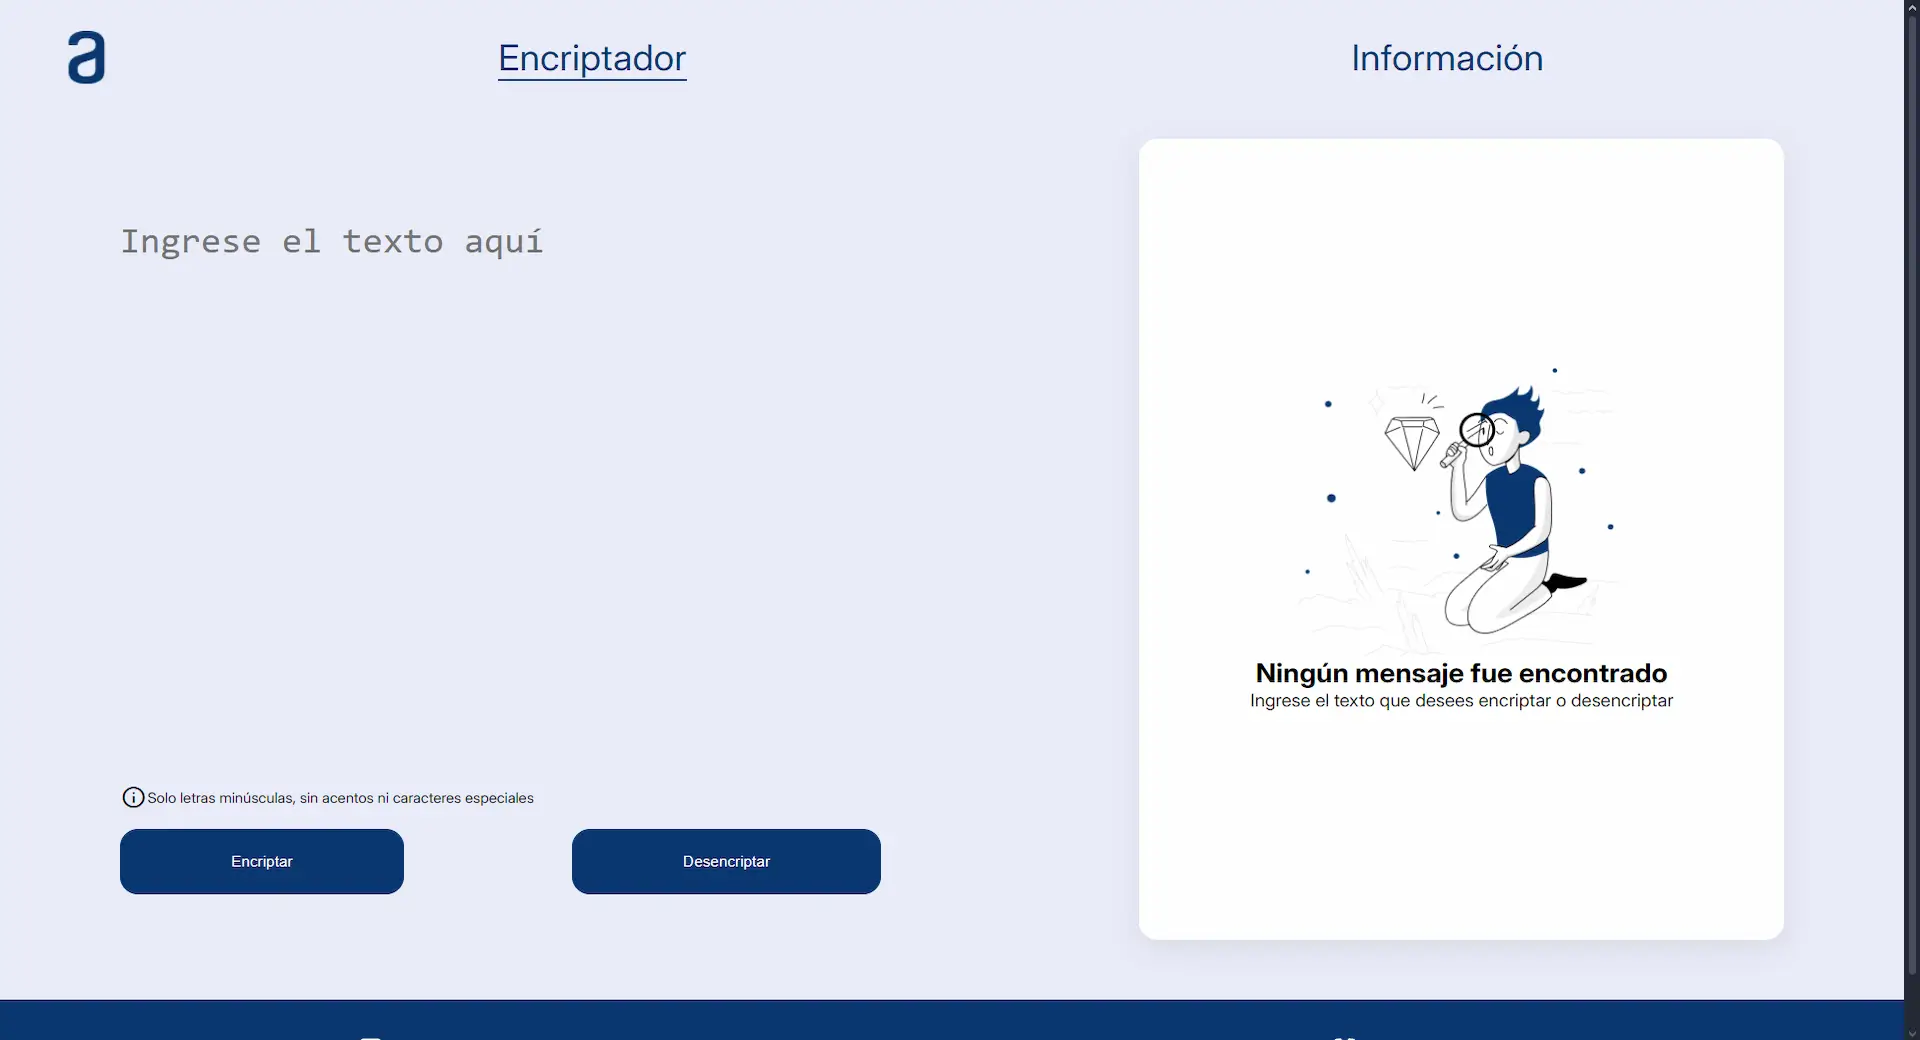 a
Encriptador
Información
Ingrese el texto aquí
Ningún mensaje fue encontrado
Ingrese el texto que desees encriptar o desencriptar
Solo letras minúsculas, sin acentos ni caracteres especiales
Encriptar
Desencriptar